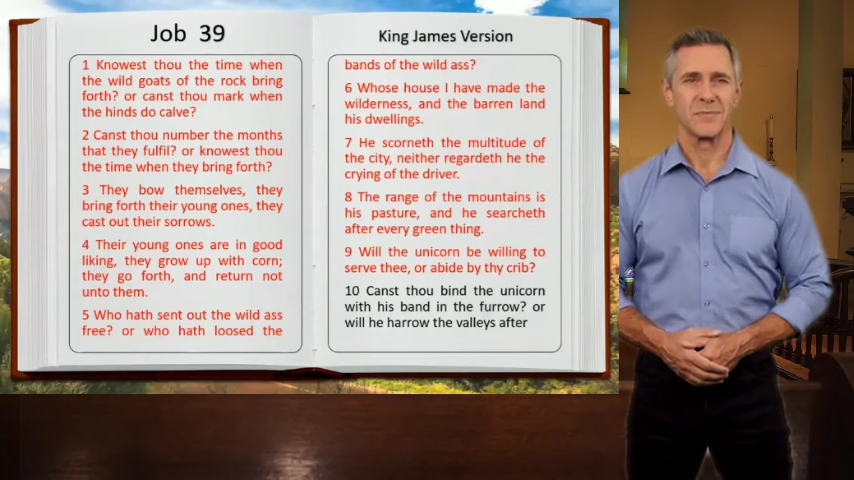 Job 39
1 Knowest thou the time when
the wild goats of the rock bring
forth? or canst thou mark when
the hinds do calve?
2 Canst thou number the months
that they fulfil? or knowest thou
the time when they bring forth?
3 They bow themselves, they
bring forth their young ones, they
cast out their sorrows.
4 Their young ones are in good
liking, they grow up with corn;
they go forth, and return not
unto them.
5 Who hath sent out the wild ass
free? or who hath loosed the
King James Version
bands of the wild ass?
6 Whose house I have made the
wilderness, and the barren land
his dwellings.
7 He scorneth the multitude of
the city, neither regardeth he the
crying of the driver.
8 The range of the mountains is
his pasture, and he searcheth
after every green thing.
9 Will the unicorn be willing to
serve thee, or abide by thy crib?
10 Canst thou bind the unicorn
with his band in the furrow? or
will he harrow the valleys after